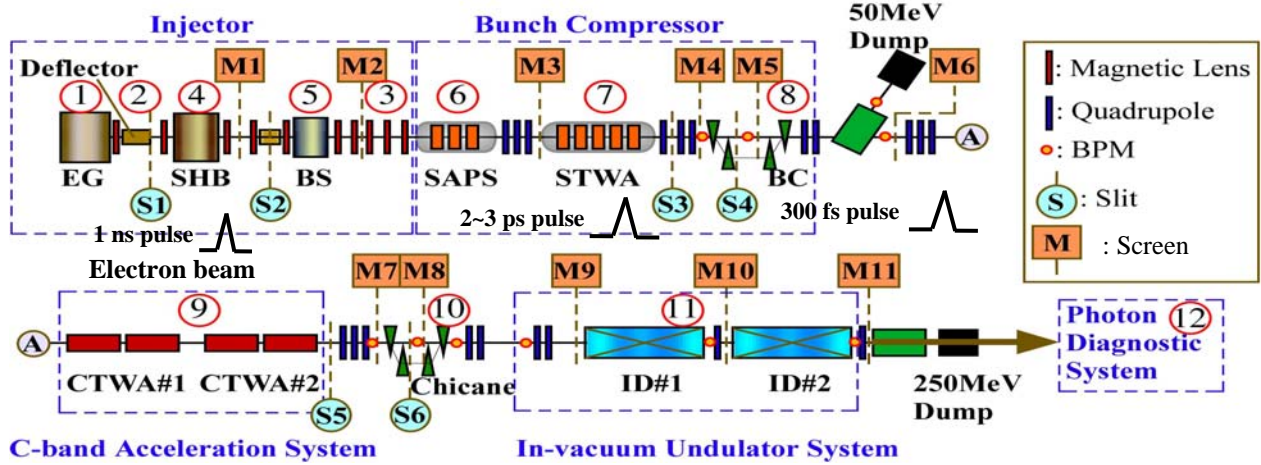 Injector
Bunch Compressor
50MeV
Dump
Deflector
M1
M2
M3
M4
M5
M6
1
2
4
5
3
6
7
8
EG
SHB
BS
SAPS
STWA
BC
A
S1
S2
S3
S4
1 ns pulse
Electron beam
2~3 ps pulse
300 fs pulse
: Magnetic Lens
: Quadrupole
: BPM
S : Slit
M : Screen
M7
M8
M9
M10
M11
9
10
11
12
A
CTWA#1
CTWA#2
Chicane
ID#1
ID#2
250MeV
Dump
Photon
Diagnostic
System
S5
S6
C-band Acceleration System
In-vacuum Undulator System